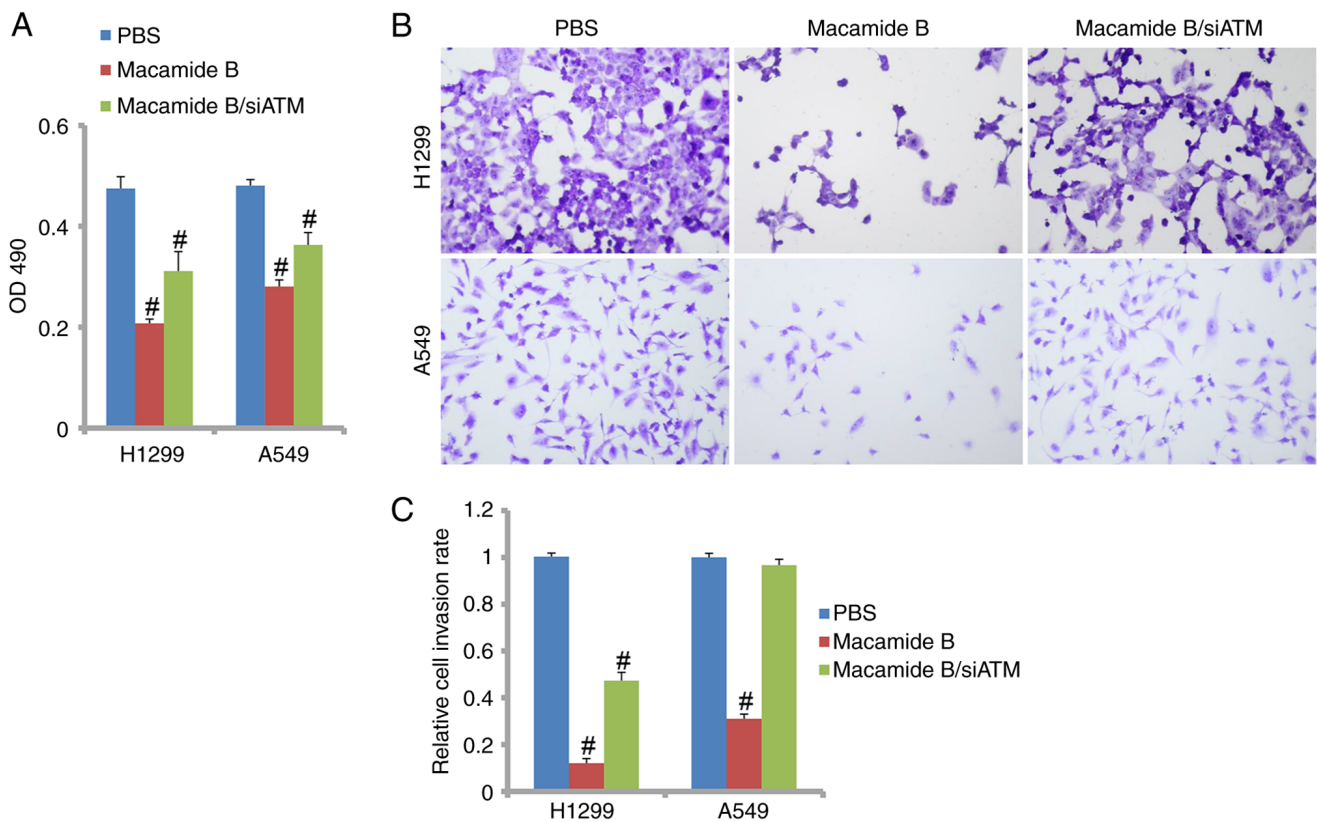 A
PBS
Macamide B
Macamide B/siATM
0.6
0.4
0.2
0
OD 490
#
#
#
#
H1299
A549
B
PBS
Macamide B
Macamide B/siATM
H1299
A549
C
1.2
1
0.8
0.6
0.4
0.2
0
Relative cell invasion rate
#
#
#
H1299
A549
PBS
Macamide B
Macamide B/siATM